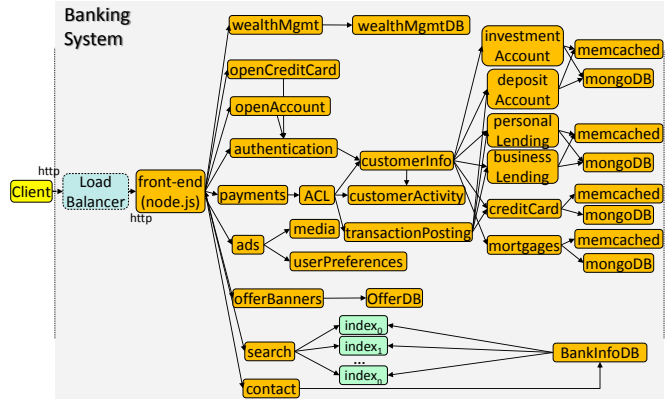 Banking
System
wealthMgmt
wealthMgmtDB
openCreditCard
openAccount
authentication
http
Client
Load
Balancer
http
front-end
(node.js)
payments
ACL
customerInfo
customerActivity
transactionPosting
ads
media
userPreferences
offerBanners
OfferDB
search
index0
index1
...
indexn
contact
BankInfoDB
investment
Account
memcached
mongoDB
deposit
Account
personal
Lending
memcached
business
Lending
mongoDB
creditCard
memcached
mongoDB
mortgages
memcached
mongoDB